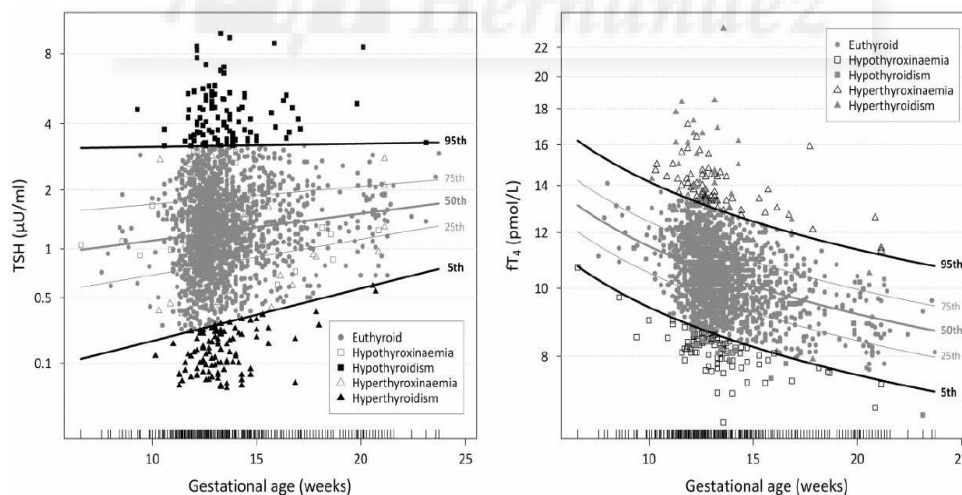 Hernández
8
4
2
1
0.5
0.1
TSH (µU/ml)
95th
75th
50th
25th
5th
Euthyroid
Hypothyroxinaemia
Hypothyroidism
Hyperthyroxinaemia
Hyperthyroidism
10
15
20
25
Gestational age (weeks)
22
20
18
16
14
12
10
8
fT4 (pmol/L)
Euthyroid
Hypothyroxinaemia
Hypothyroidism
Hyperthyroxinaemia
Hyperthyroidism
95th
75th
50th
25th
5th
10
15
20
25
Gestational age (weeks)